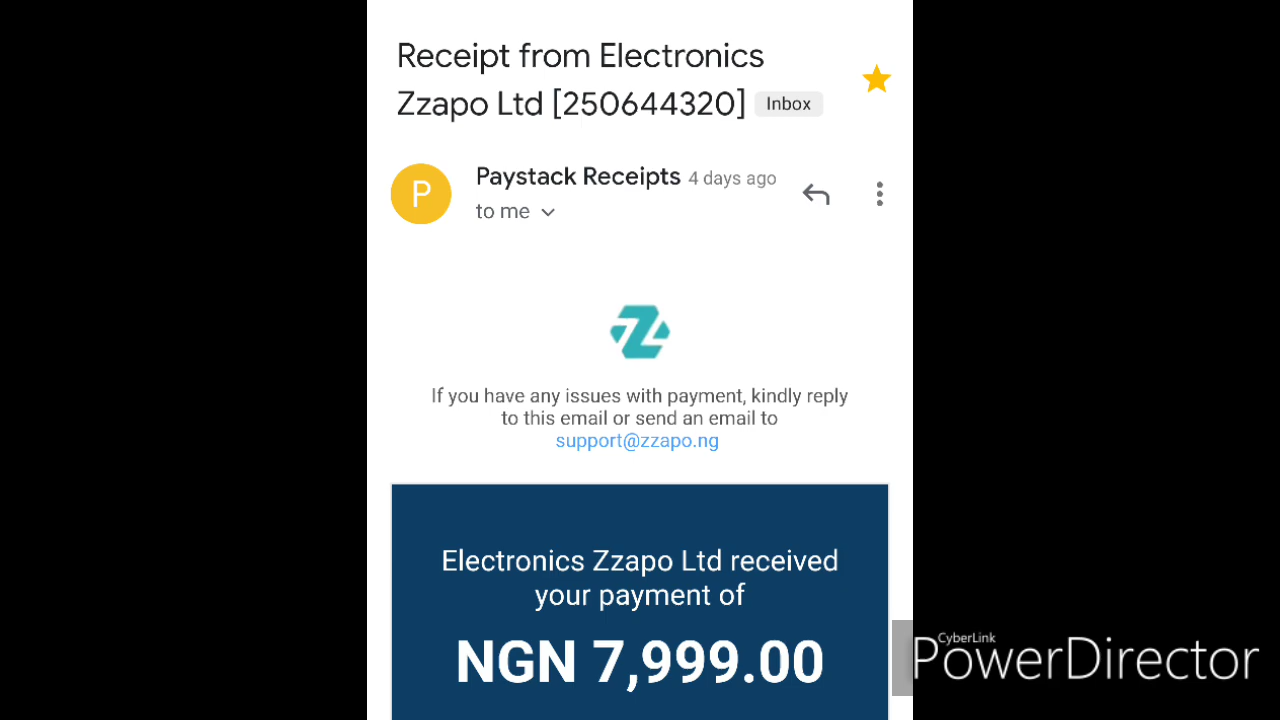 Receipt from Electronics
Zzapo Ltd [250644320] Inbox
P
Paystack Receipts 4 days ago
to me
If you have any issues with payment, kindly reply
to this email or send an email to
support@zzapo.ng
Electronics Zzapo Ltd received
your payment of
NGN 7,999.00
CyberLink
PowerDirector